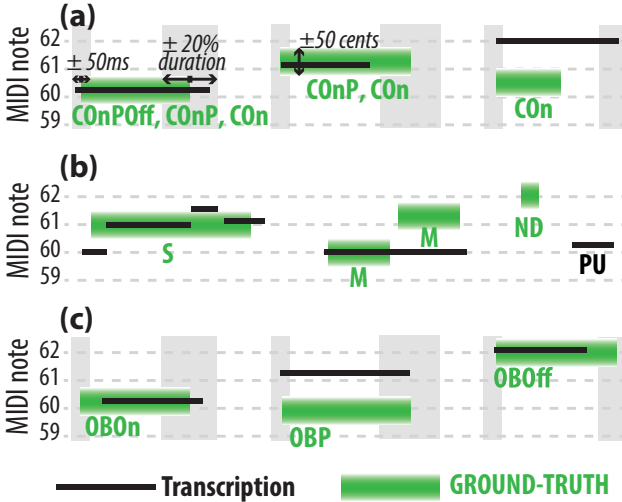 (a)
MIDI note
62
61
60
59
± 50ms
± 20%
duration
±50 cents
COnPOff, COnP, COn
COnP, COn
COn
(b)
MIDI note
62
61
60
59
S
M
M
ND
PU
(c)
MIDI note
62
61
60
59
OBOn
OBP
OBOff
Transcription
GROUND-TRUTH